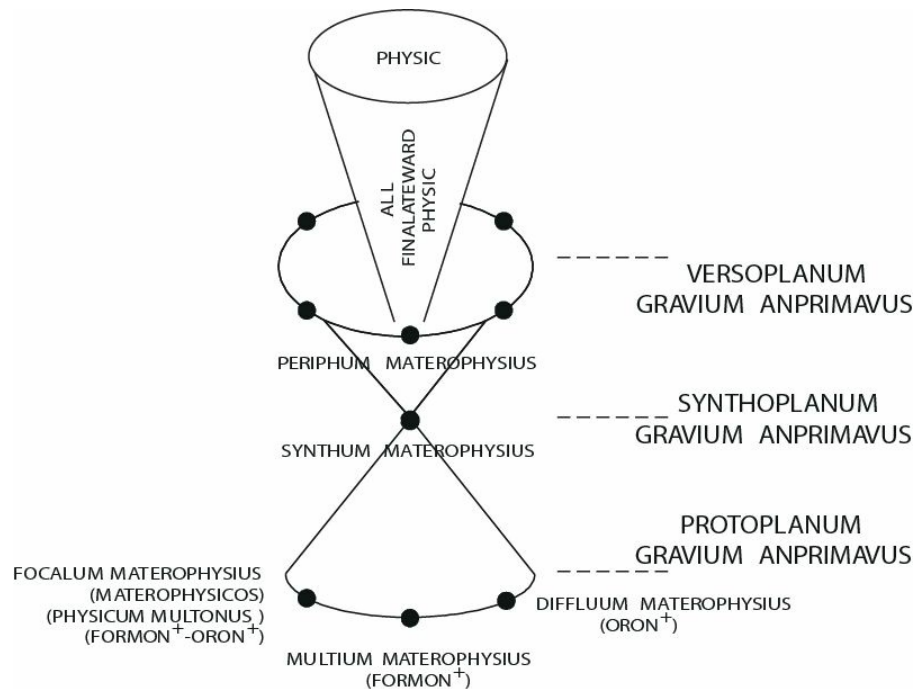 PHYSIC
ALL
FINALATEWARD
PHYSIC
VERSOPLANUM
GRAVIUM ANPRIMAVUS
PERIPHUM MATEROPHYSIUS
SYNTHOPLANUM
GRAVIUM ANPRIMAVUS
SYNTHUM MATEROPHYSIUS
PROTOPLANUM
GRAVIUM ANPRIMAVUS
FOCALUM MATEROPHYSIUS
(MATEROPHYSICOS)
(PHYSICUM MULTONUS )
(FORMON+-ORON+)
DIFFLUUM MATEROPHYSIUS
(ORON+)
MULTIUM MATEROPHYSIUS
(FORMON+)